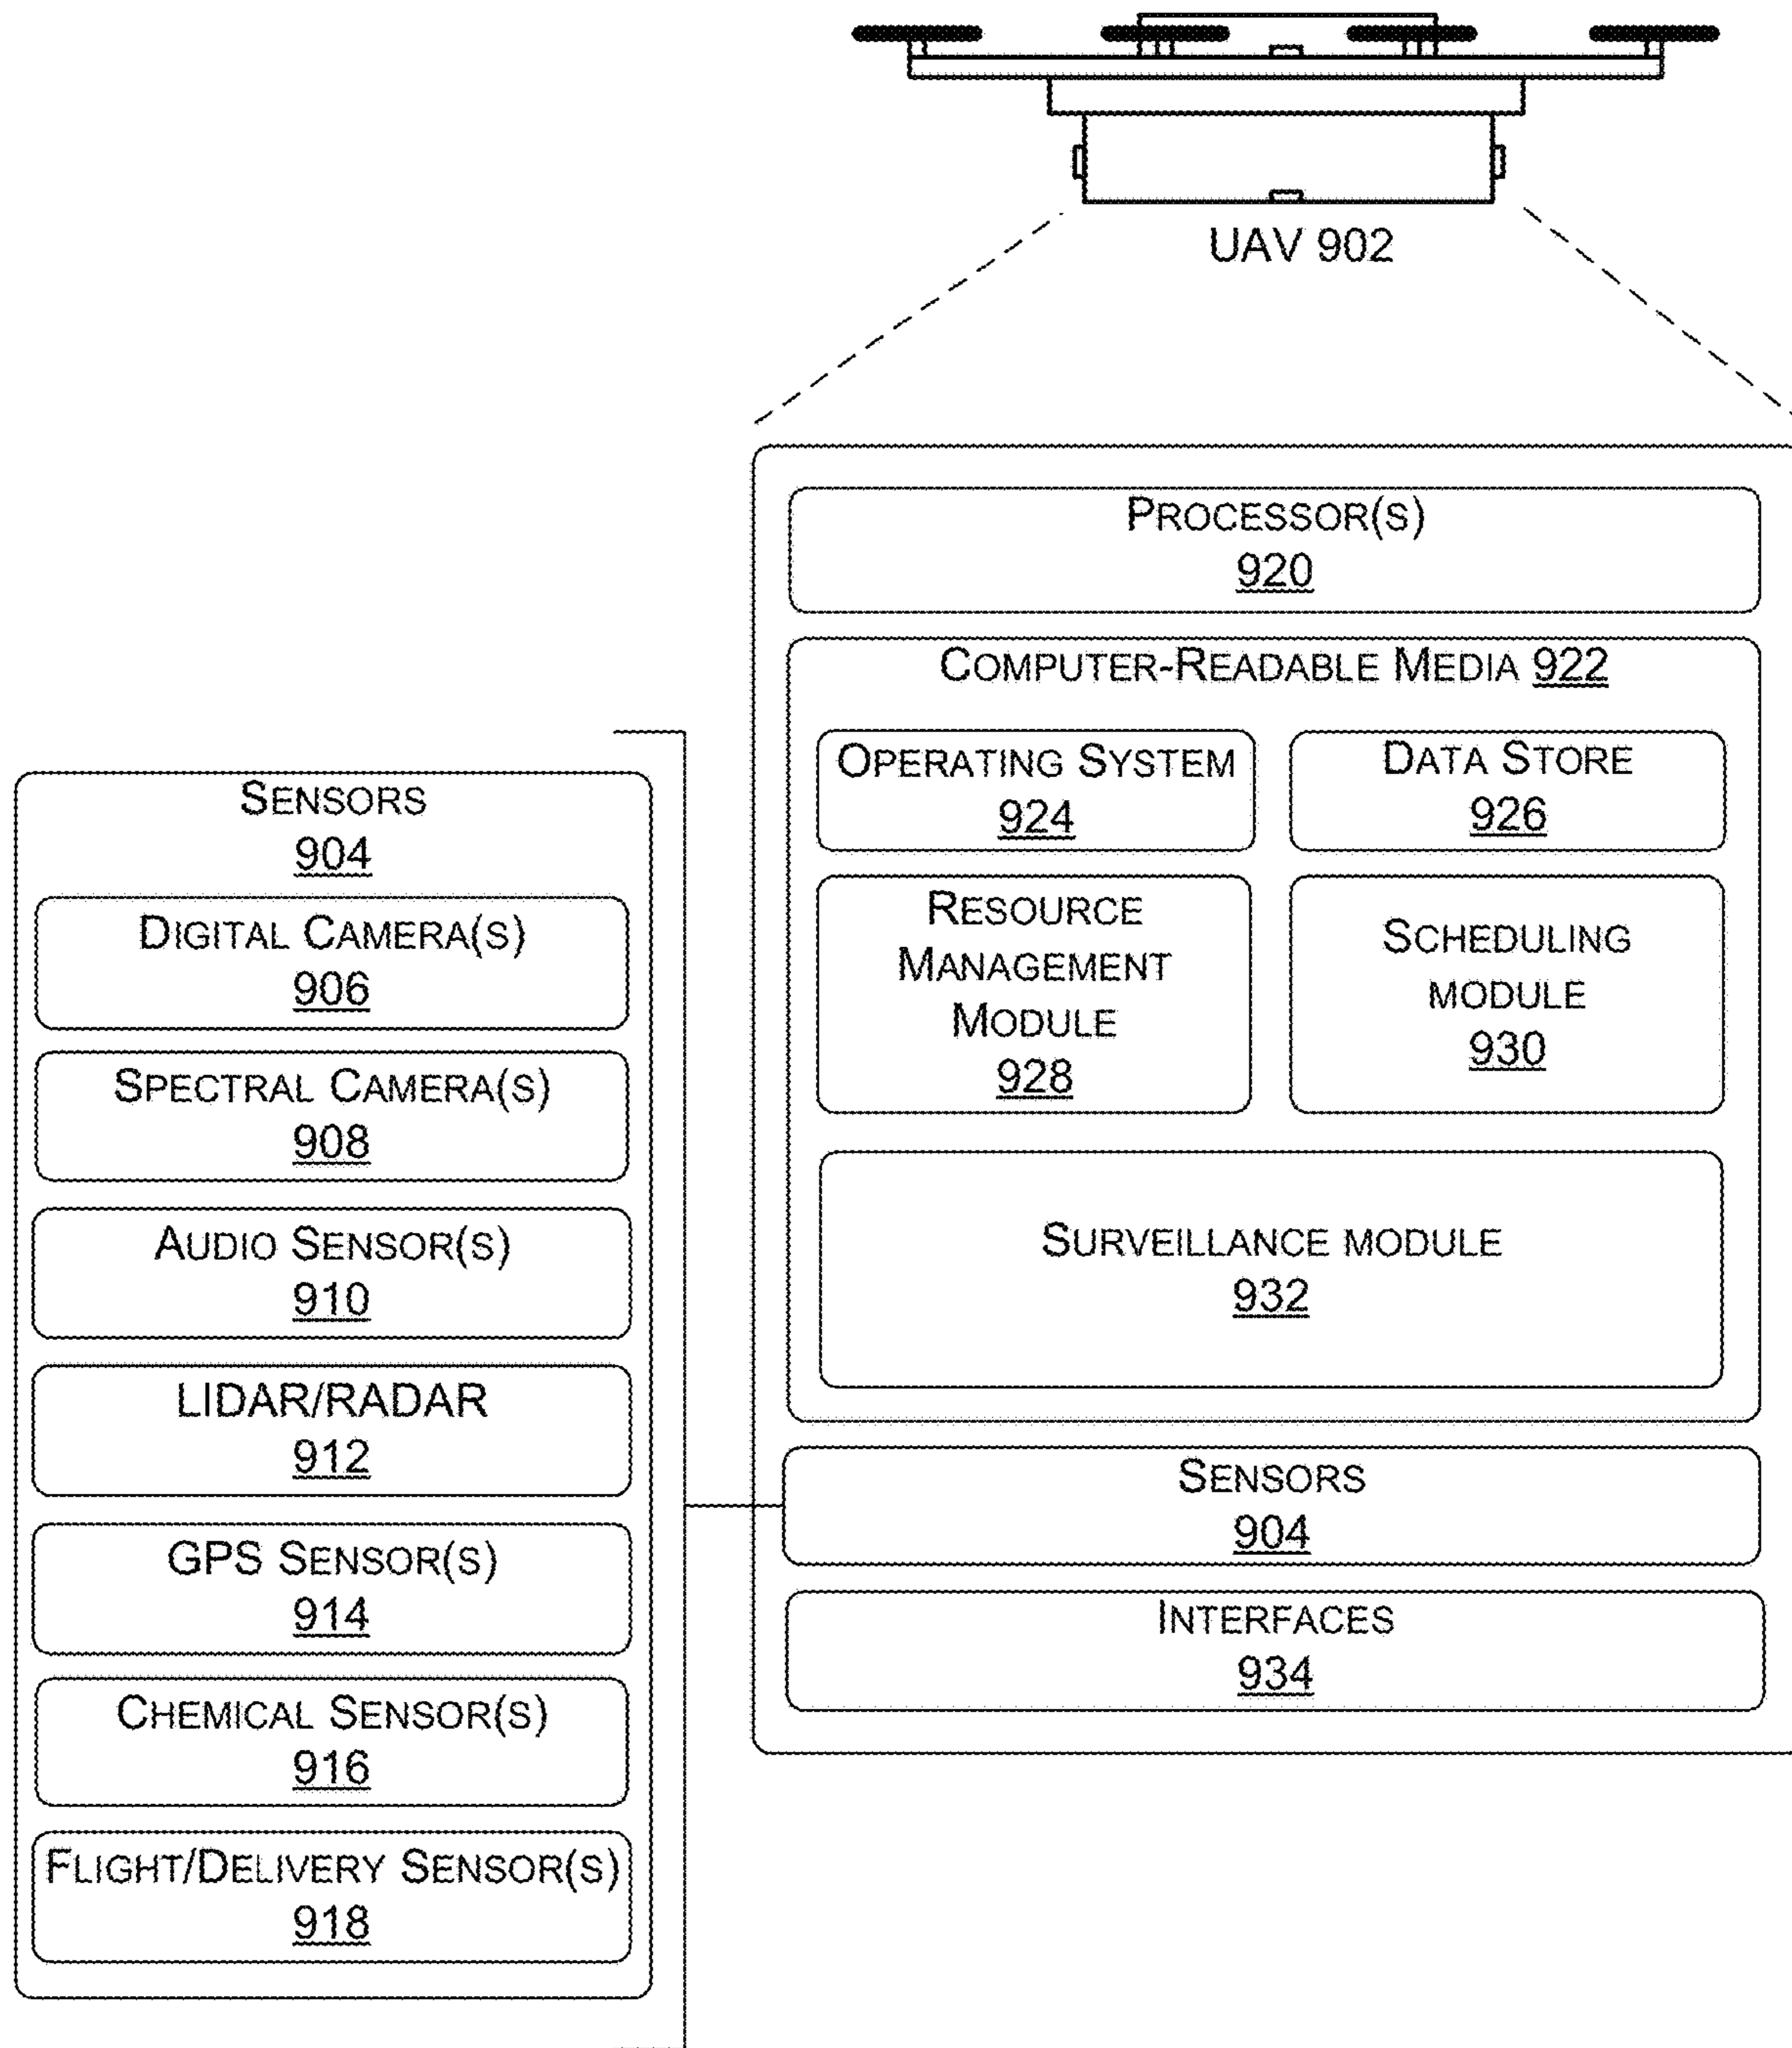 UAV 902
PROCESSOR(S)
920
COMPUTER-READABLE MEDIA 922
OPERATING SYSTEM
924
DATA STORE
926
RESOURCE
MANAGEMENT
MODULE
928
SCHEDULING
MODULE
930
SURVEILLANCE MODULE
932
SENSORS
904
INTERFACES
934
SENSORS
904
DIGITAL CAMERA(S)
906
SPECTRAL CAMERA(S)
908
AUDIO SENSOR(S)
910
LIDAR/RADAR
912
GPS SENSOR(S)
914
CHEMICAL SENSOR(S)
916
FLIGHT/DELIVERY SENSOR(S)
918